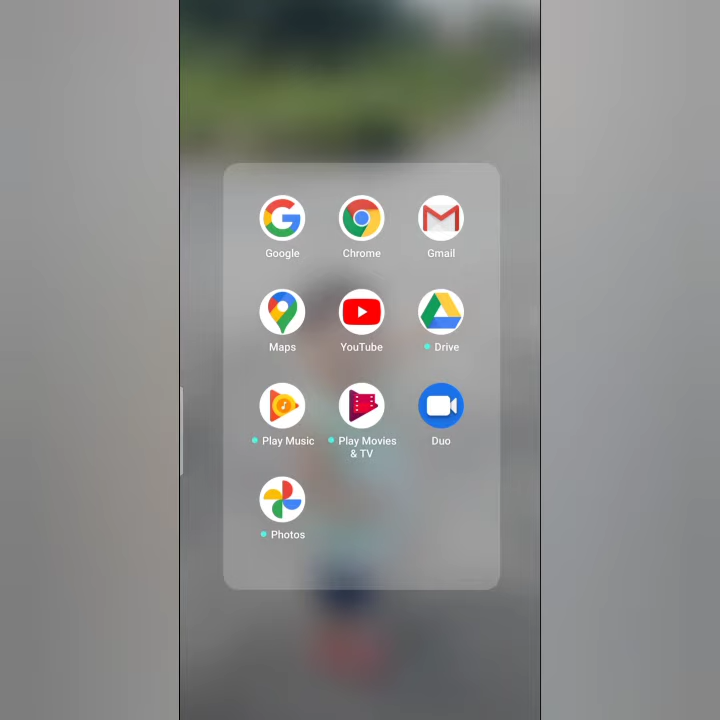 Google
Chrome
Gmail
Maps
YouTube
Drive
Play Music
Play Movies
& TV
Duo
Photos